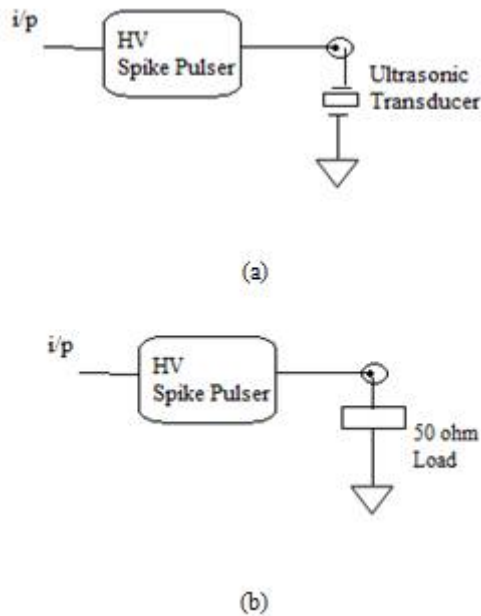 i/p
HV
Spike Pulser
Ultrasonic
Transducer
(a)
i/p
HV
Spike Pulser
50 ohm
Load
(b)